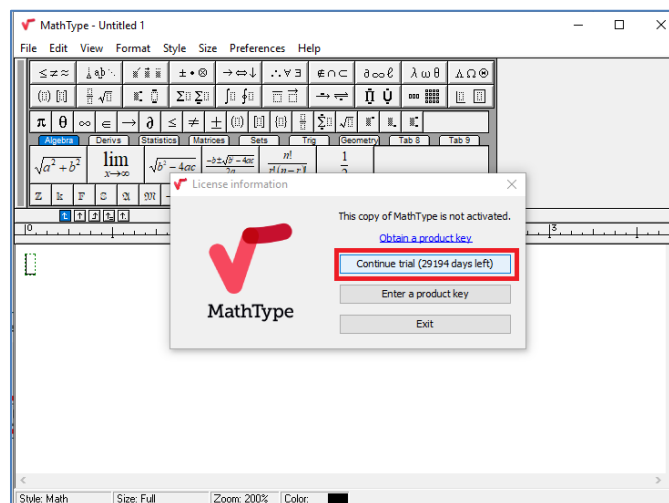 MathType - Untitled 1
File Edit View Format Style Size Preferences Help
Algebra Derivs Statistics Matrices Sets Trig Geometry Tab 8 Tab 9
License information
This copy of MathType is not activated.
Obtain a product key
Continue trial (29194 days left)
Enter a product key
Exit
MathType
Style: Math Size: Full Zoom: 200% Color: